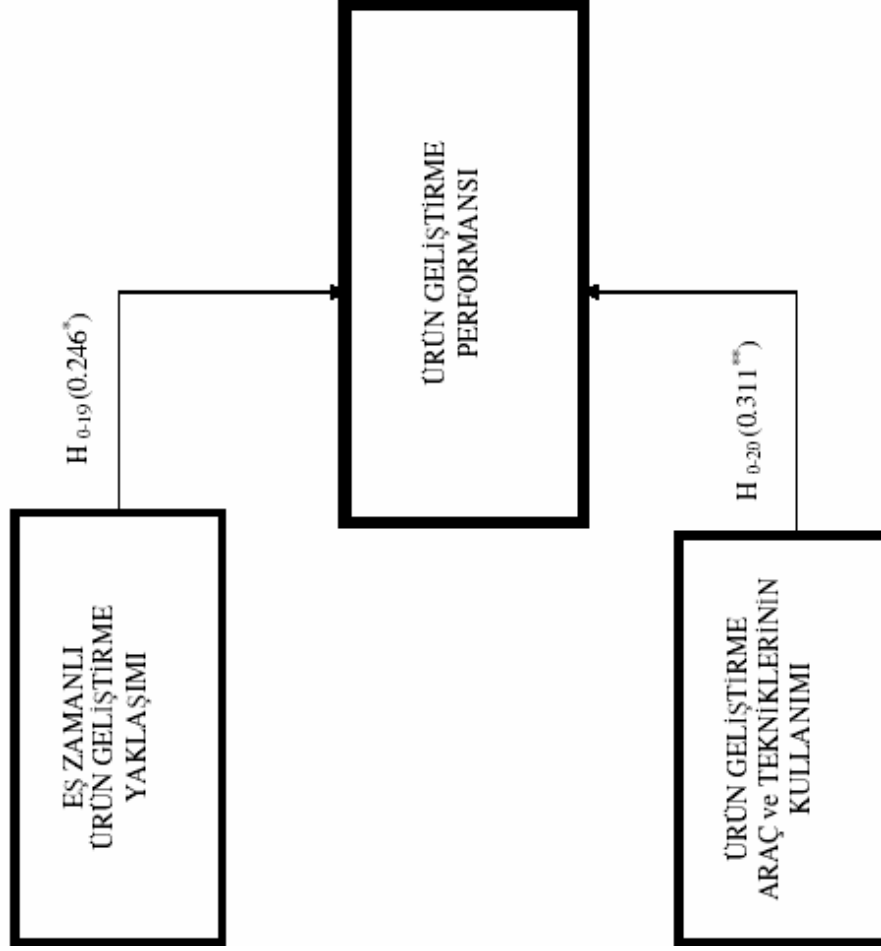 EŞ ZAMANLI
ÜRÜN GELİŞTİRME
YAKLAŞIMI
H 0-19 (0.246*)
ÜRÜN GELİŞTİRME
PERFORMANSI
ÜRÜN GELİŞTİRME
ARAÇ ve TEKNİKLERİNİN
KULLANIMI
H 0-20 (0.311**)